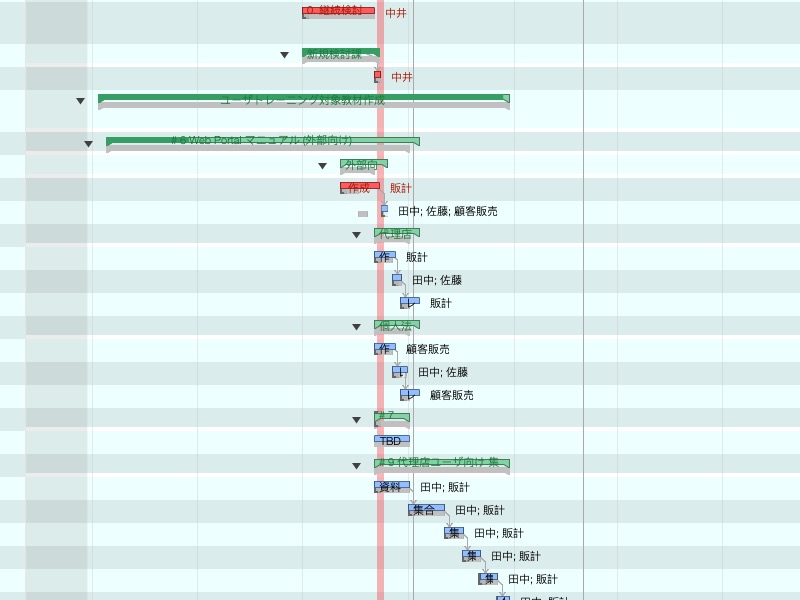 0. 継続検討 中井
新規検討課
中井
ユーザトレーニング対象教材作成
# 8 Web Portal マニュアル (外部向け)
外部向
作成 販計
田中; 佐藤; 顧客販売
代理店
作 販計
田中; 佐藤
レ 販計
個人法
作 顧客販売
田中; 佐藤
レ 顧客販売
# 7
TBD
# 9 代理店ユーザ向け 集
資料 田中; 販計
集合 田中; 販計
集 田中; 販計
集 田中; 販計
集 田中; 販計
田中; 販計